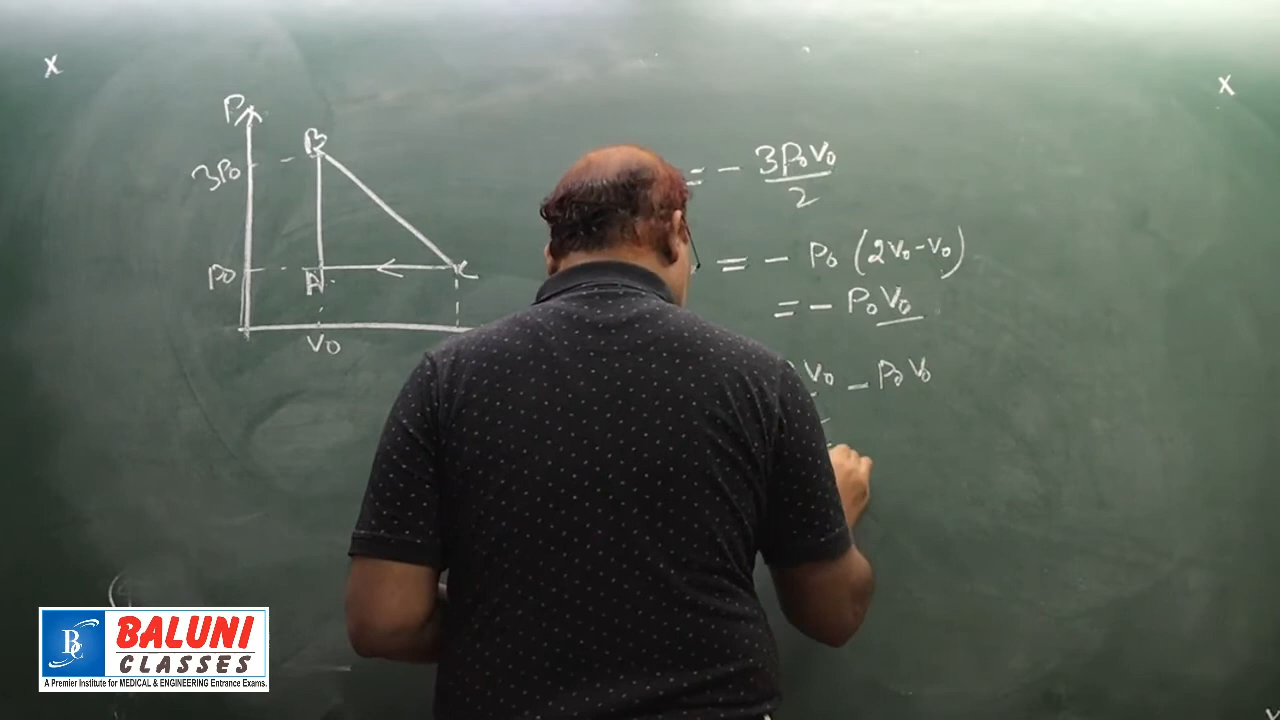 x
x
P
B
3P₀
= - 3P₀V₀/2
= - P₀ (2V₀-V₀)
P₀
A
C
= - P₀V₀
V₀
V₀ - P₀V₀
BC
BALUNI
CLASSES
A Premier Institute for MEDICAL & ENGINEERING Entrance Exams.